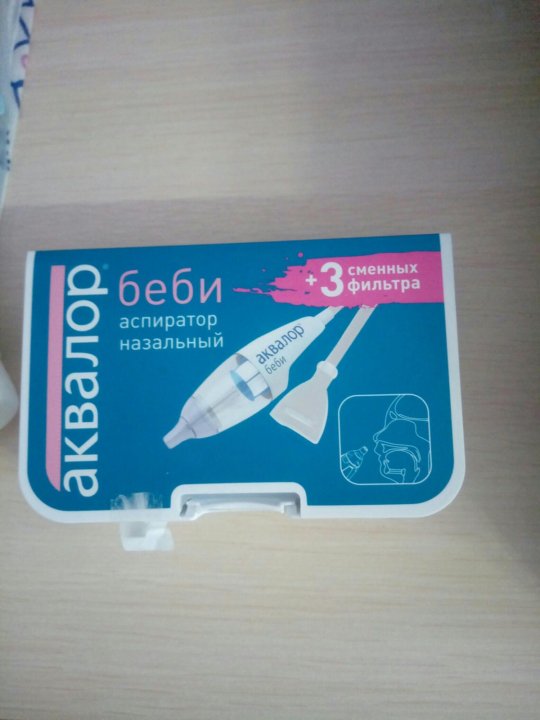 аквалор
беби
аспиратор
назальный
+3 сменных
фильтра
аквалор
беби